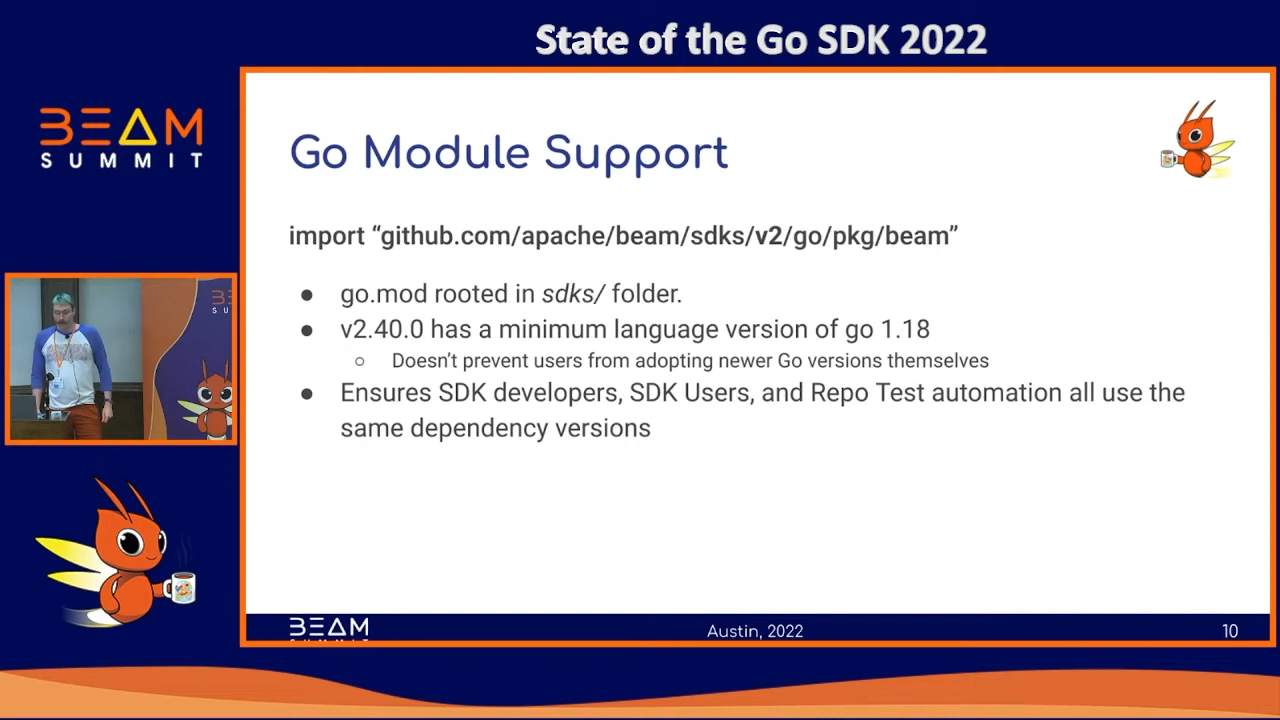 State of the Go SDK 2022
BEAM
SUMMIT
Go Module Support
import “github.com/apache/beam/sdks/v2/go/pkg/beam”
● go.mod rooted in sdks/ folder.
● v2.40.0 has a minimum language version of go 1.18
○ Doesn’t prevent users from adopting newer Go versions themselves
● Ensures SDK developers, SDK Users, and Repo Test automation all use the
same dependency versions
BEAM
Austin, 2022
10